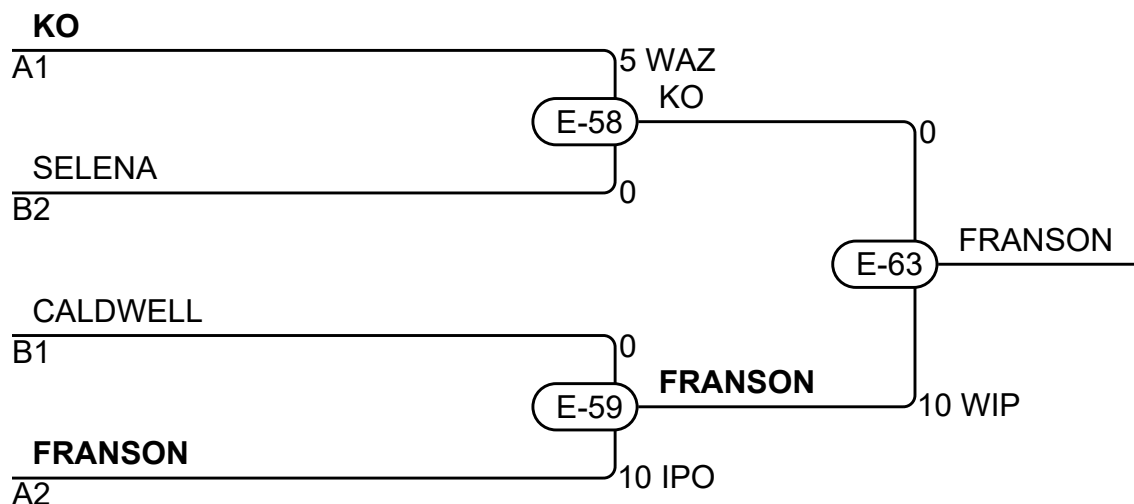 KO
A1
5 WAZ
KO
E-58
0
SELENA
B2
0
FRANSON
E-63
CALDWELL
B1
0
FRANSON
E-59
10 WIP
FRANSON
A2
10 IPO